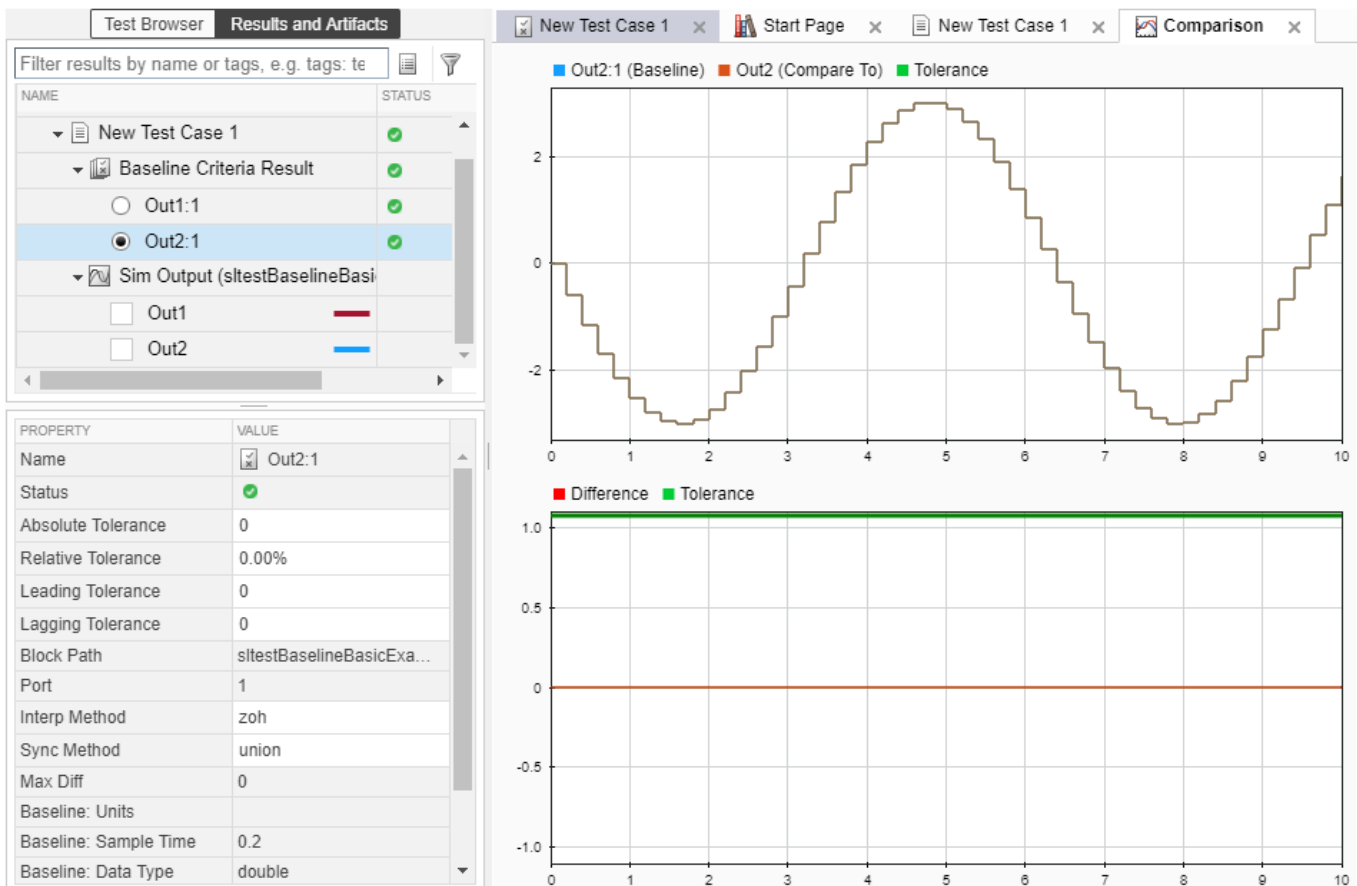 Test Browser Results and Artifacts
Filter results by name or tags, e.g. tags: te
NAME STATUS
New Test Case 1
Baseline Criteria Result
Out1:1
Out2:1
Sim Output (sltestBaselineBasi
Out1
Out2
PROPERTY VALUE
Name Out2:1
Status
Absolute Tolerance 0
Relative Tolerance 0.00%
Leading Tolerance 0
Lagging Tolerance 0
Block Path sltestBaselineBasicExa...
Port 1
Interp Method zoh
Sync Method union
Max Diff 0
Baseline: Units
Baseline: Sample Time 0.2
Baseline: Data Type double
New Test Case 1 Start Page New Test Case 1 Comparison
Out2:1 (Baseline) Out2 (Compare To) Tolerance
2
0
-2
0 1 2 3 4 5 6 7 8 9 10
Difference Tolerance
1.0
0.5
0
-0.5
-1.0
0 1 2 3 4 5 6 7 8 9 10